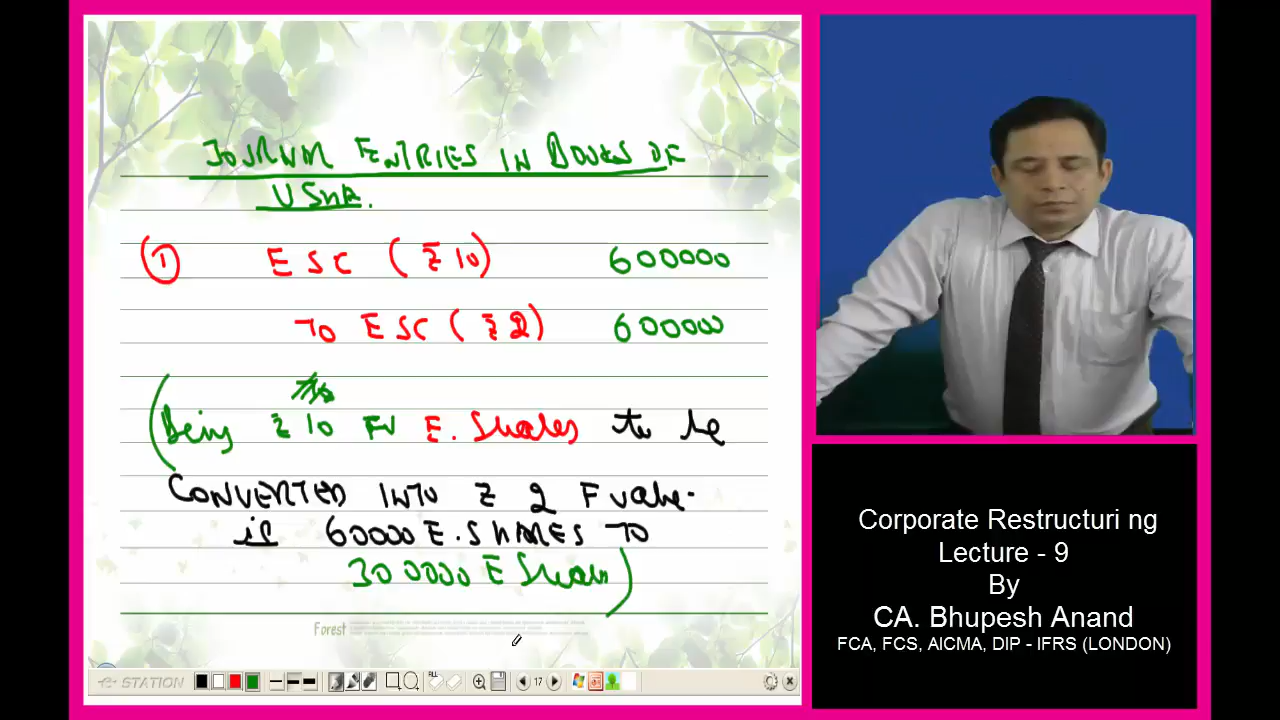 JOURNAL ENTRIES IN BOOKS OF
USHA.
(1) ESC (₹10) 600000
TO ESC (₹2) 600000
(Being ₹10 FV E. Shares to be
CONVERTED INTO ₹ 2 F value.
ie 60000 E. SHARES TO
300000 E Shares)
Forest
e-STATION
ALL
17
Corporate Restructuri ng
Lecture - 9
By
CA. Bhupesh Anand
FCA, FCS, AICMA, DIP - IFRS (LONDON)